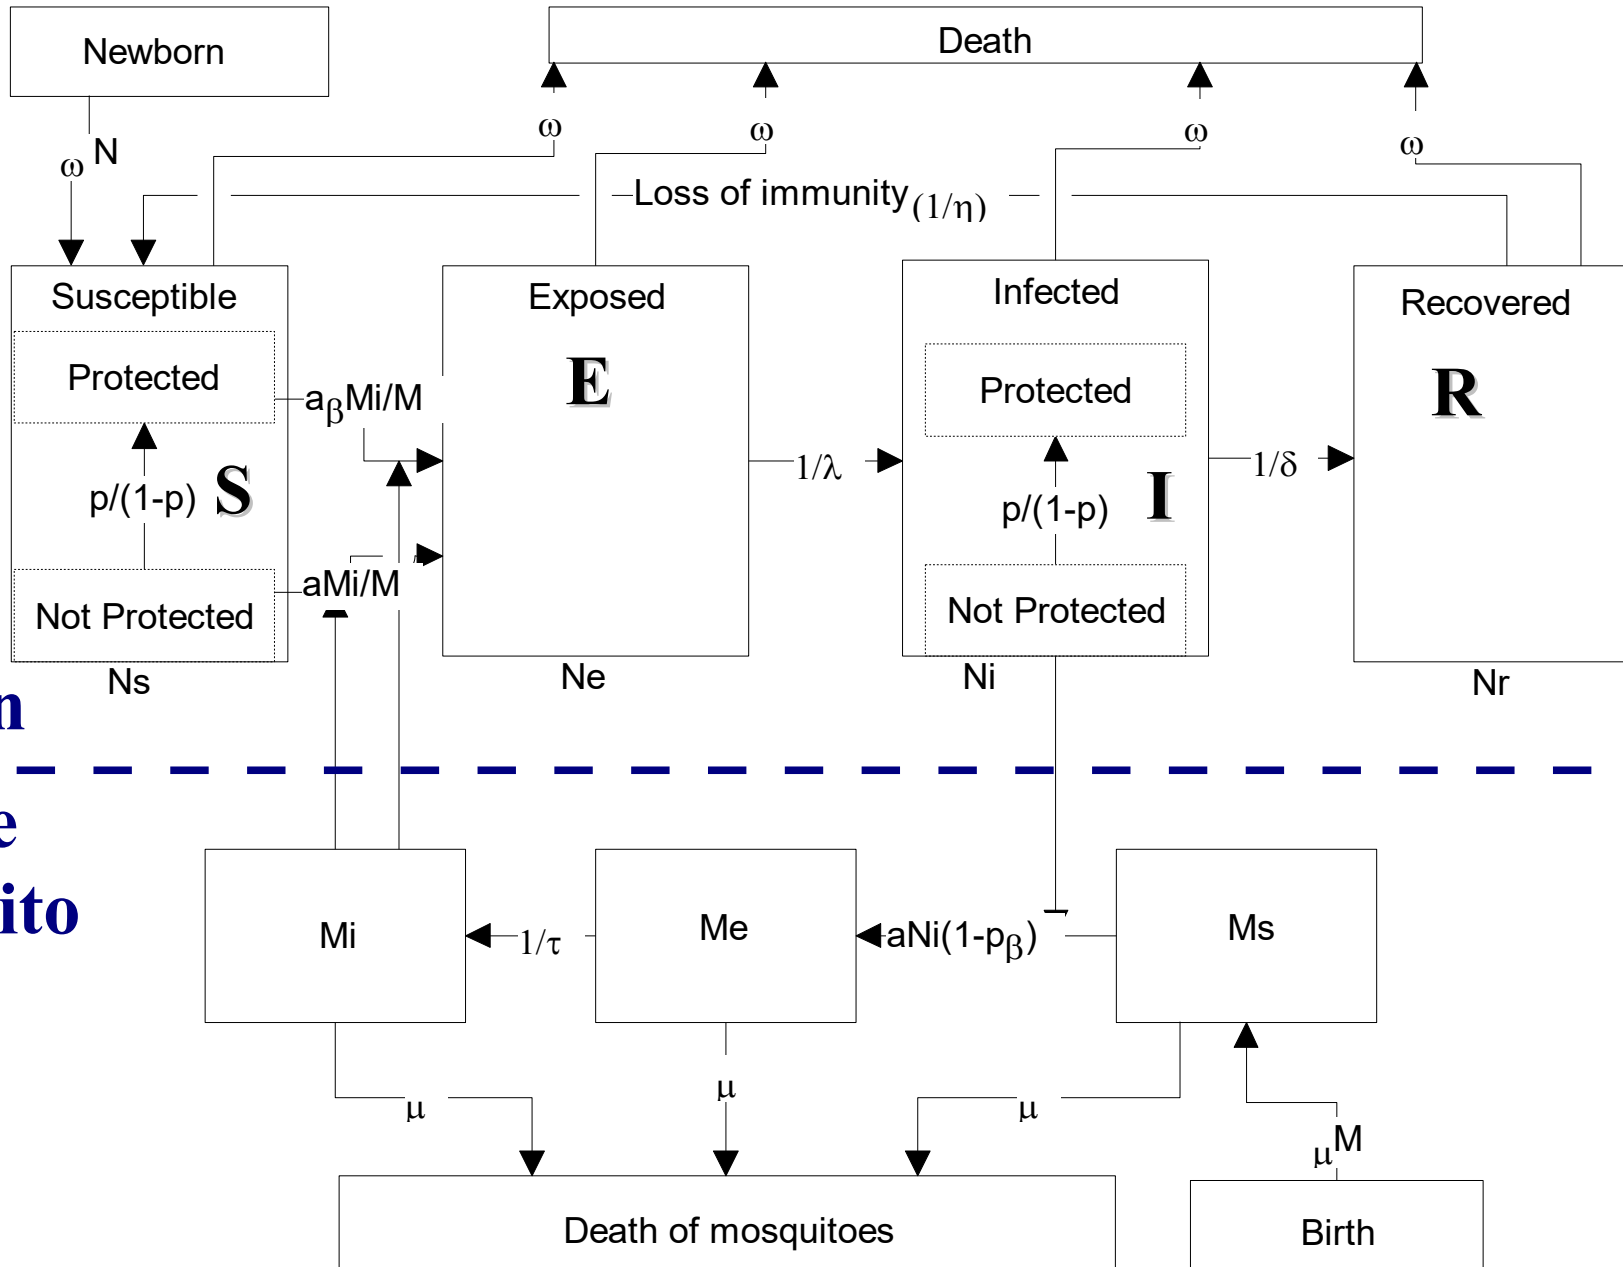 Newborn
Death
N
ω
ω
ω
ω
ω
Loss of immunity (1/η)
Susceptible
Exposed
Infected
Recovered
Protected
E
Protected
R
aβMi/M
1/λ
1/δ
p/(1-p)
S
p/(1-p)
I
aMi/M
Not Protected
Not Protected
Ns
Ne
Ni
Nr
n
e
ito
Mi
1/τ
Me
aNi(1-pβ)
Ms
μ
μ
μ
μM
Death of mosquitoes
Birth